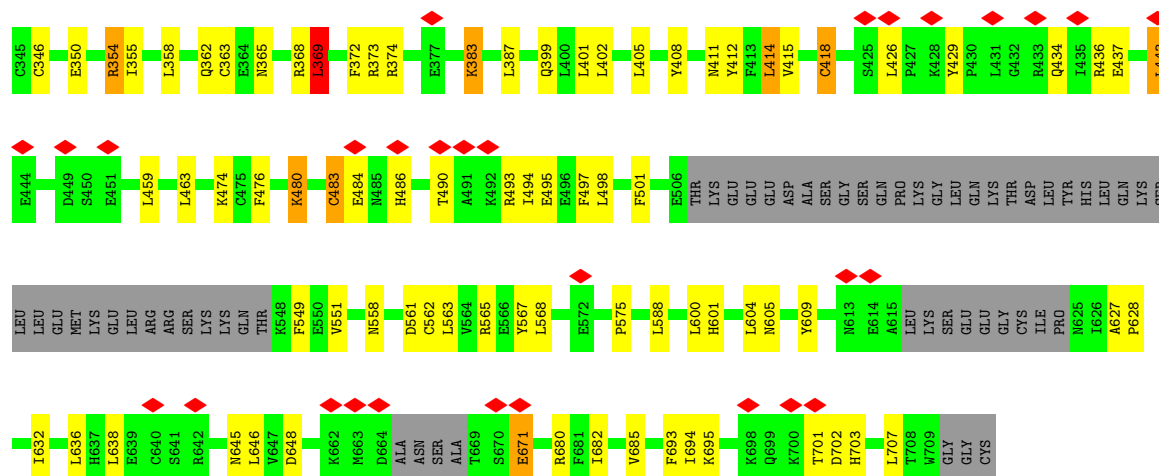 C345 C346 E350 R354 I355 L358 Q362 C363 E364 N365 R368 L369 F372 R373 R374 E377 K383 L387 Q399 L400 L401 L402 L405 Y408 N411 Y412 F413 L414 V415 C418 S425 L426 P427 K428 Y429 P430 L431 G432 R433 Q434 I435 R436 E437
E444 D449 S450 E451 L459 L463 K474 C475 F476 K480 C483 E484 N485 H486 T490 A491 K492 R493 I494 E495 E496 F497 L498 F501 E506 THR LYS GLU GLU GLU ASP ALA SER GLY SER GLN PRO LYS GLY LEU GLN LYS THR ASP LEU TYR HIS LEU GLN LYS
LEU LEU GLU MET LYS GLU LEU ARG ARG SER LYS LYS GLN THR K548 F549 E550 V551 N558 D561 C562 L563 V564 R565 E566 Y567 L568 E572 P575 L588 L600 H601 L604 N605 Y609 N613 E614 A615 LEU LYS SER GLU GLU GLY CYS ILE PRO N625 I626 A627 P628
I632 L636 H637 L638 E639 C640 S641 R642 N645 L646 V647 D648 K662 M663 D664 ALA ASN SER ALA T669 S670 E671 R680 F681 I682 V685 F693 I694 K695 K698 Q699 K700 T701 D702 H703 L707 T708 W709 GLY GLY CYS